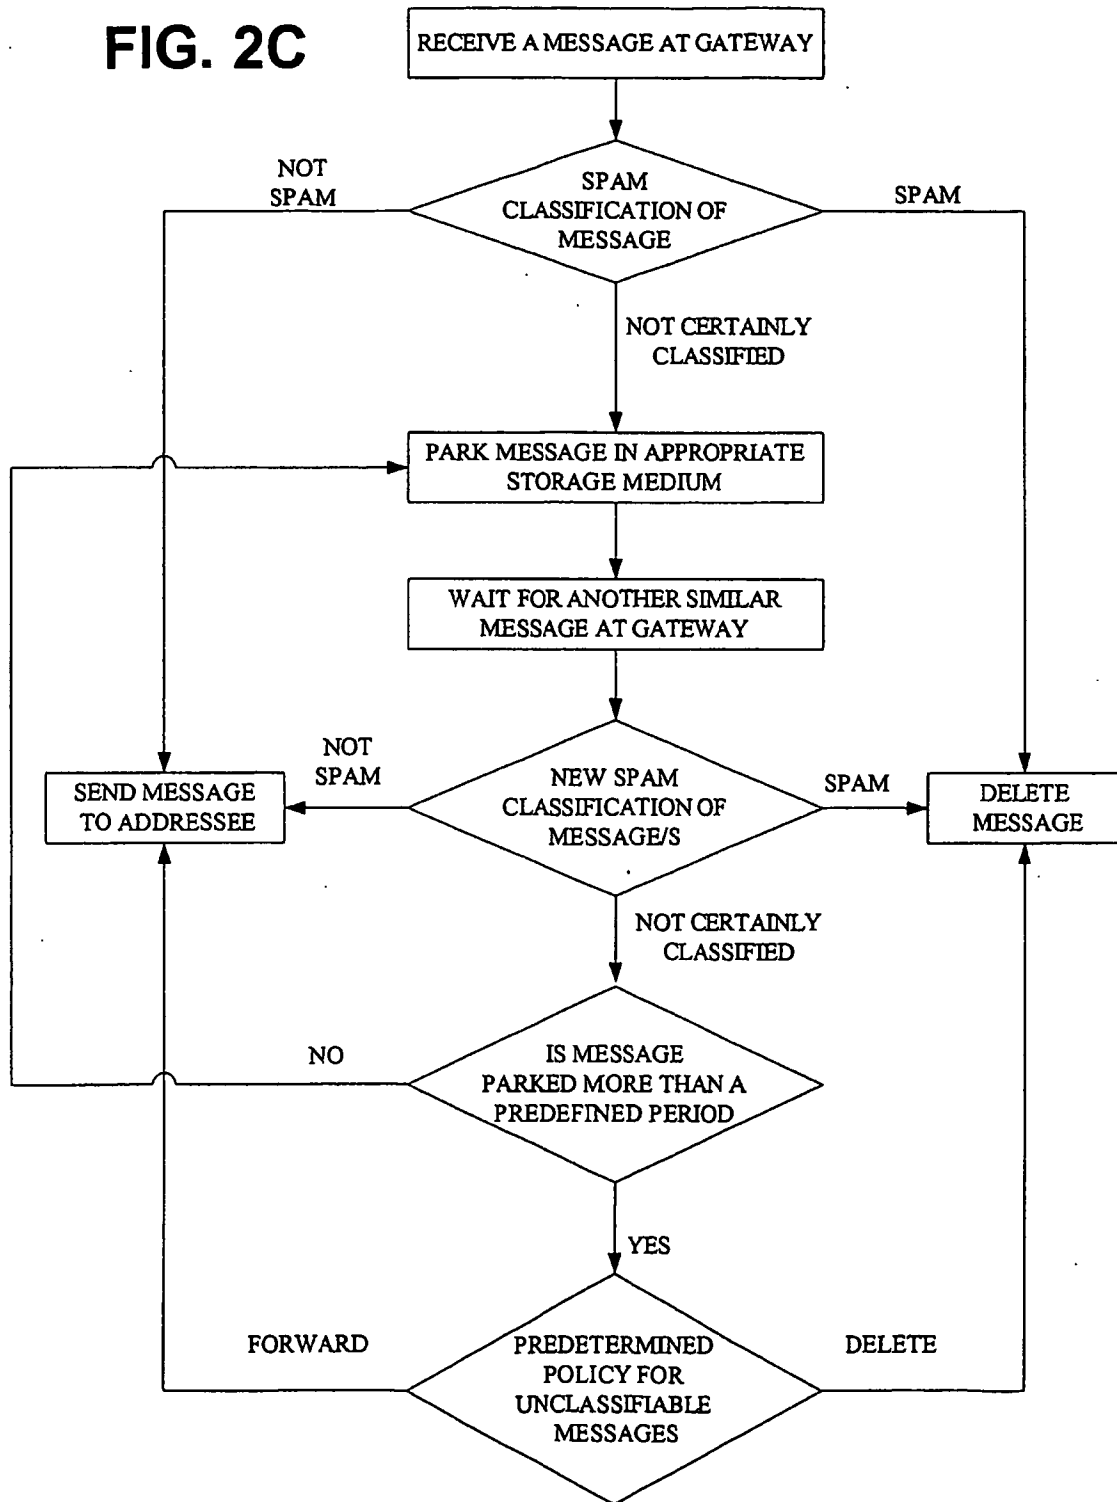 FIG. 2C
RECEIVE A MESSAGE AT GATEWAY
NOT
SPAM
SPAM
CLASSIFICATION OF
MESSAGE
SPAM
NOT CERTAINLY
CLASSIFIED
PARK MESSAGE IN APPROPRIATE
STORAGE MEDIUM
WAIT FOR ANOTHER SIMILAR
MESSAGE AT GATEWAY
NOT
SPAM
NEW SPAM
CLASSIFICATION OF
MESSAGE/S
SPAM
SEND MESSAGE
TO ADDRESSEE
DELETE
MESSAGE
NOT CERTAINLY
CLASSIFIED
NO
IS MESSAGE
PARKED MORE THAN A
PREDEFINED PERIOD
YES
FORWARD
PREDETERMINED
POLICY FOR
UNCLASSIFIABLE
MESSAGES
DELETE